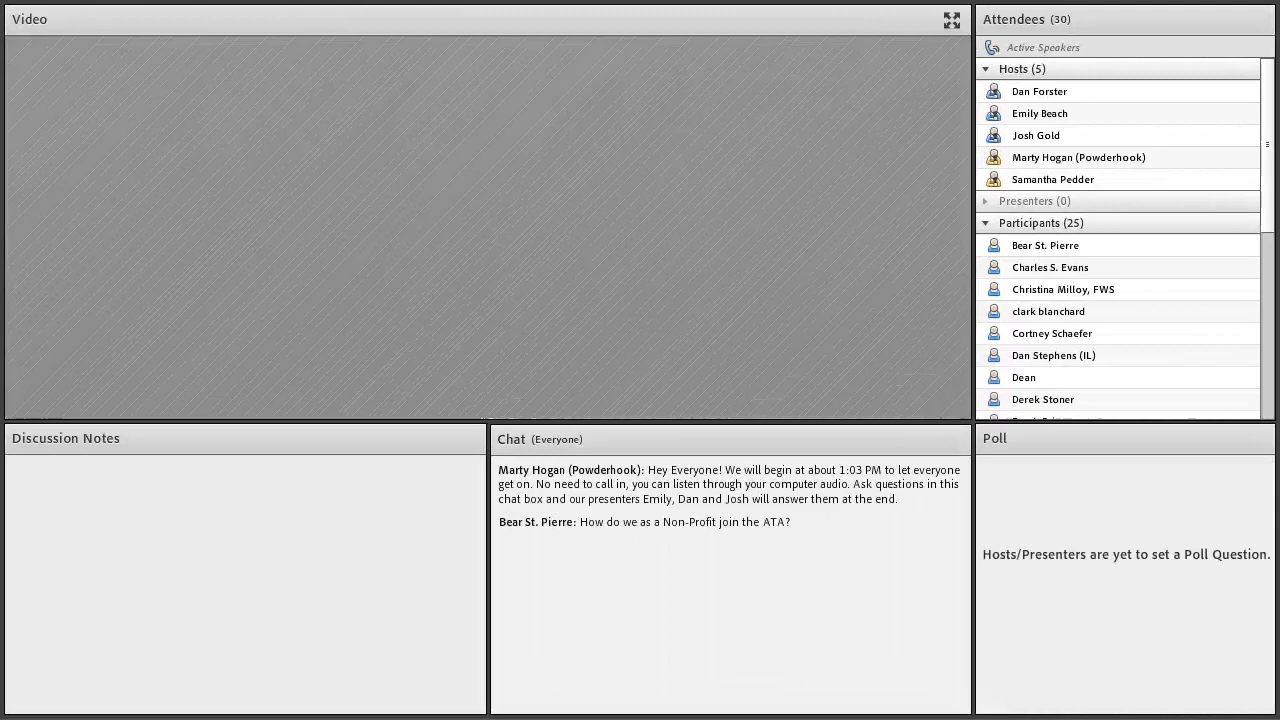 Video
Attendees (30)
Active Speakers
Hosts (5)
Dan Forster
Emily Beach
Josh Gold
Marty Hogan (Powderhook)
Samantha Pedder
Presenters (0)
Participants (25)
Bear St. Pierre
Charles S. Evans
Christina Milloy, FWS
clark blanchard
Cortney Schaefer
Dan Stephens (IL)
Dean
Derek Stoner
Discussion Notes
Chat (Everyone)
Marty Hogan (Powderhook): Hey Everyone! We will begin at about 1:03 PM to let everyone
get on. No need to call in, you can listen through your computer audio. Ask questions in this
chat box and our presenters Emily, Dan and Josh will answer them at the end.
Bear St. Pierre: How do we as a Non-Profit join the ATA?
Poll
Hosts/Presenters are yet to set a Poll Question.